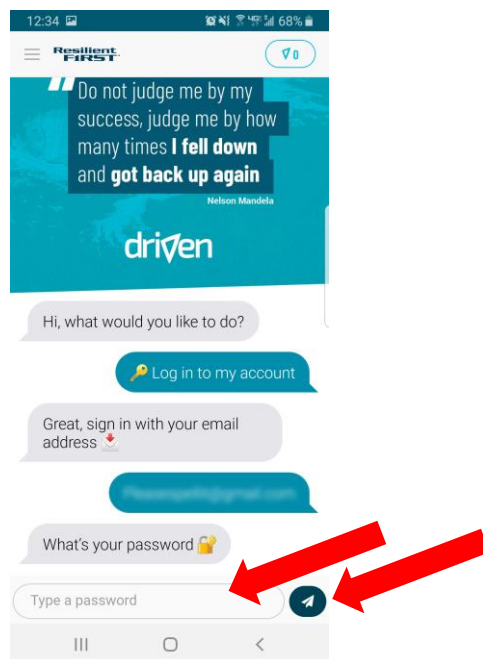 12:34 68%
Resilient
FIRST 0
Do not judge me by my
success, judge me by how
many times I fell down
and got back up again
Nelson Mandela
driven
Hi, what would you like to do?
Log in to my account
Great, sign in with your email
address
What's your password
Type a password